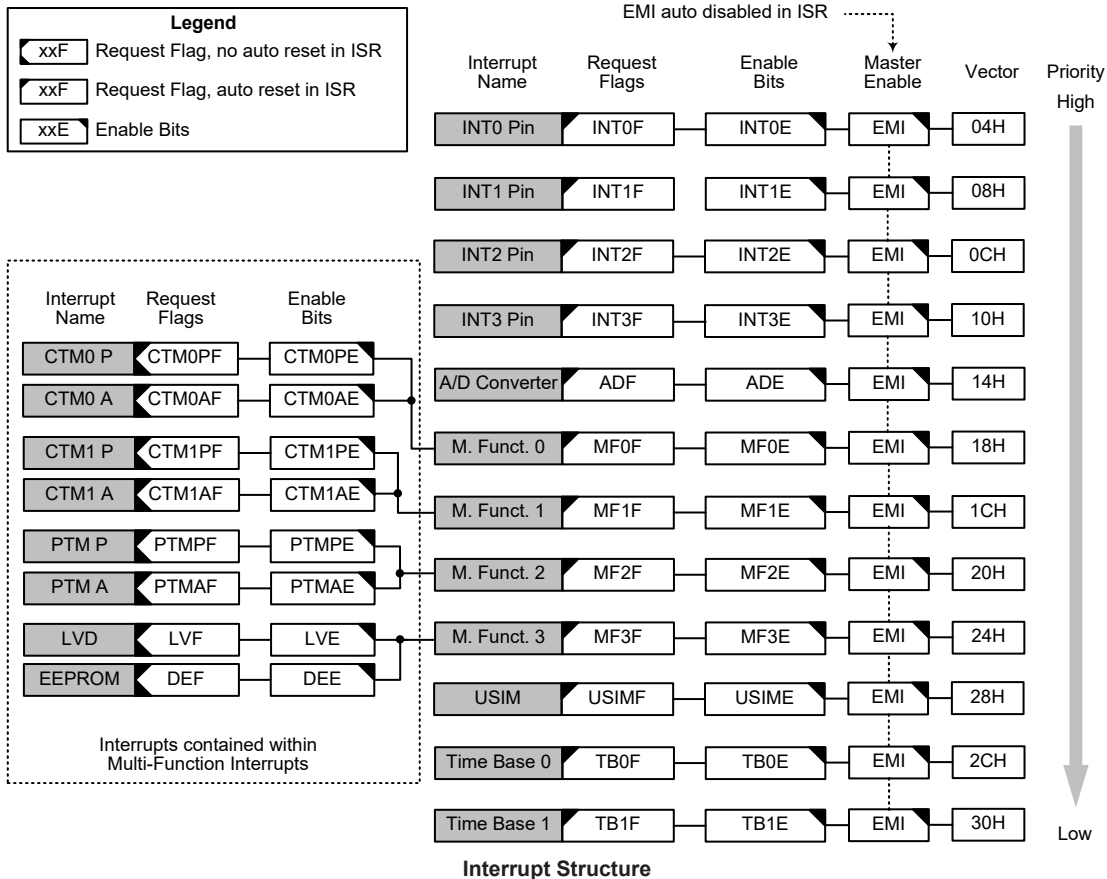 Legend
xxF Request Flag, no auto reset in ISR
xxF Request Flag, auto reset in ISR
xxE Enable Bits
EMI auto disabled in ISR
Interrupt Name Request Flags Enable Bits Master Enable Vector Priority
High
INT0 Pin INT0F INT0E EMI 04H
INT1 Pin INT1F INT1E EMI 08H
INT2 Pin INT2F INT2E EMI 0CH
INT3 Pin INT3F INT3E EMI 10H
A/D Converter ADF ADE EMI 14H
M. Funct. 0 MF0F MF0E EMI 18H
M. Funct. 1 MF1F MF1E EMI 1CH
M. Funct. 2 MF2F MF2E EMI 20H
M. Funct. 3 MF3F MF3E EMI 24H
USIM USIMF USIME EMI 28H
Time Base 0 TB0F TB0E EMI 2CH
Time Base 1 TB1F TB1E EMI 30H
Low
Interrupt Name Request Flags Enable Bits
CTM0 P CTM0PF CTM0PE
CTM0 A CTM0AF CTM0AE
CTM1 P CTM1PF CTM1PE
CTM1 A CTM1AF CTM1AE
PTM P PTMPF PTMPE
PTM A PTMAF PTMAE
LVD LVF LVE
EEPROM DEF DEE
Interrupts contained within
Multi-Function Interrupts
Interrupt Structure